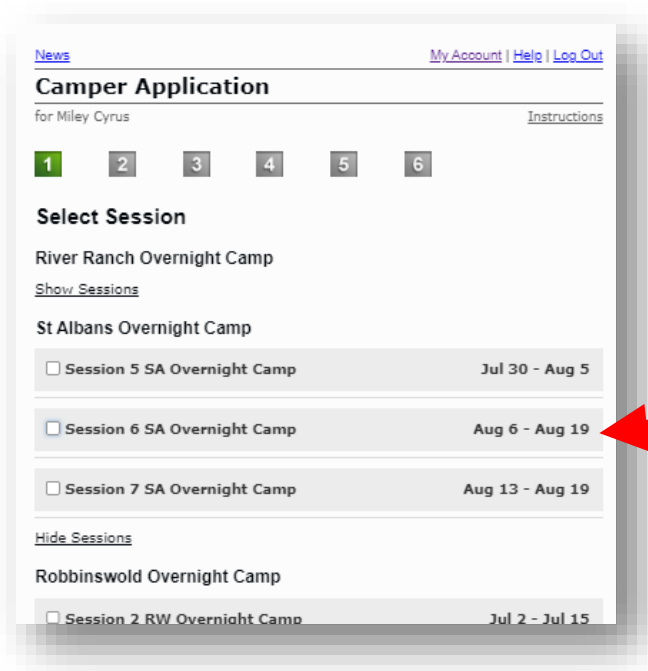 News My Account | Help | Log Out
Camper Application
for Miley Cyrus Instructions
1 2 3 4 5 6
Select Session
River Ranch Overnight Camp
Show Sessions
St Albans Overnight Camp
Session 5 SA Overnight Camp Jul 30 - Aug 5
Session 6 SA Overnight Camp Aug 6 - Aug 19
Session 7 SA Overnight Camp Aug 13 - Aug 19
Hide Sessions
Robbinswold Overnight Camp
Session 2 RW Overnight Camp Jul 2 - Jul 15